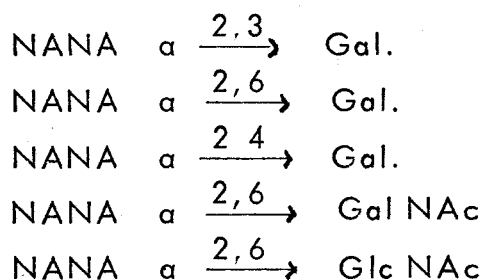 NANA α 2,3 → Gal.
NANA α 2,6 → Gal.
NANA α 2 4 → Gal.
NANA α 2,6 → Gal NAc
NANA α 2,6 → Glc NAc